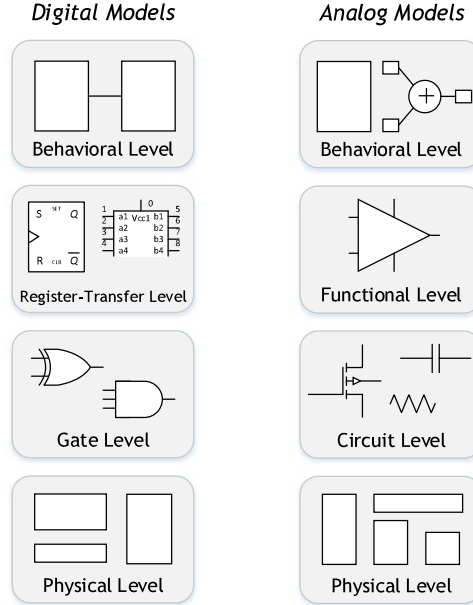 Digital Models
Analog Models
Behavioral Level
Behavioral Level
S SET Q
R CLR Q
0
1 a1 Vcc1 b1 5
2 a2 b2 6
3 a3 b3 7
4 a4 b4 8
Register-Transfer Level
Functional Level
Gate Level
Circuit Level
Physical Level
Physical Level